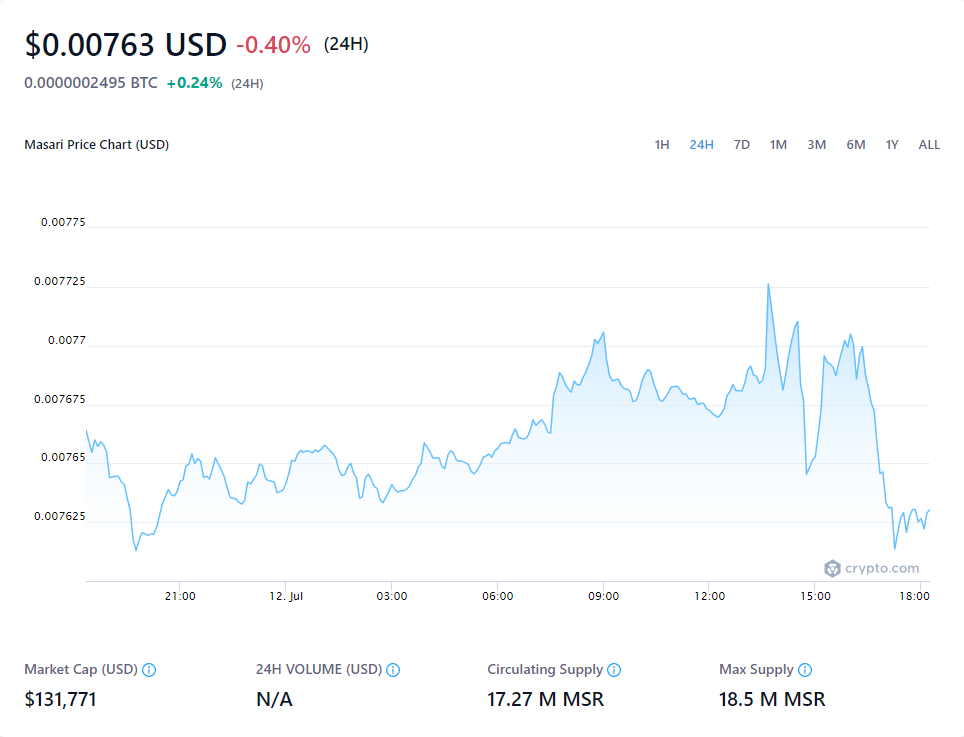 $0.00763 USD -0.40% (24H)
0.0000002495 BTC +0.24% (24H)
Masari Price Chart (USD) 1H 24H 7D 1M 3M 6M 1Y ALL
0.00775
0.007725
0.0077
0.007675
0.00765
0.007625
crypto.com
21:00 12. Jul 03:00 06:00 09:00 12:00 15:00 18:00
Market Cap (USD) 24H VOLUME (USD) Circulating Supply Max Supply
$131,771 N/A 17.27 M MSR 18.5 M MSR